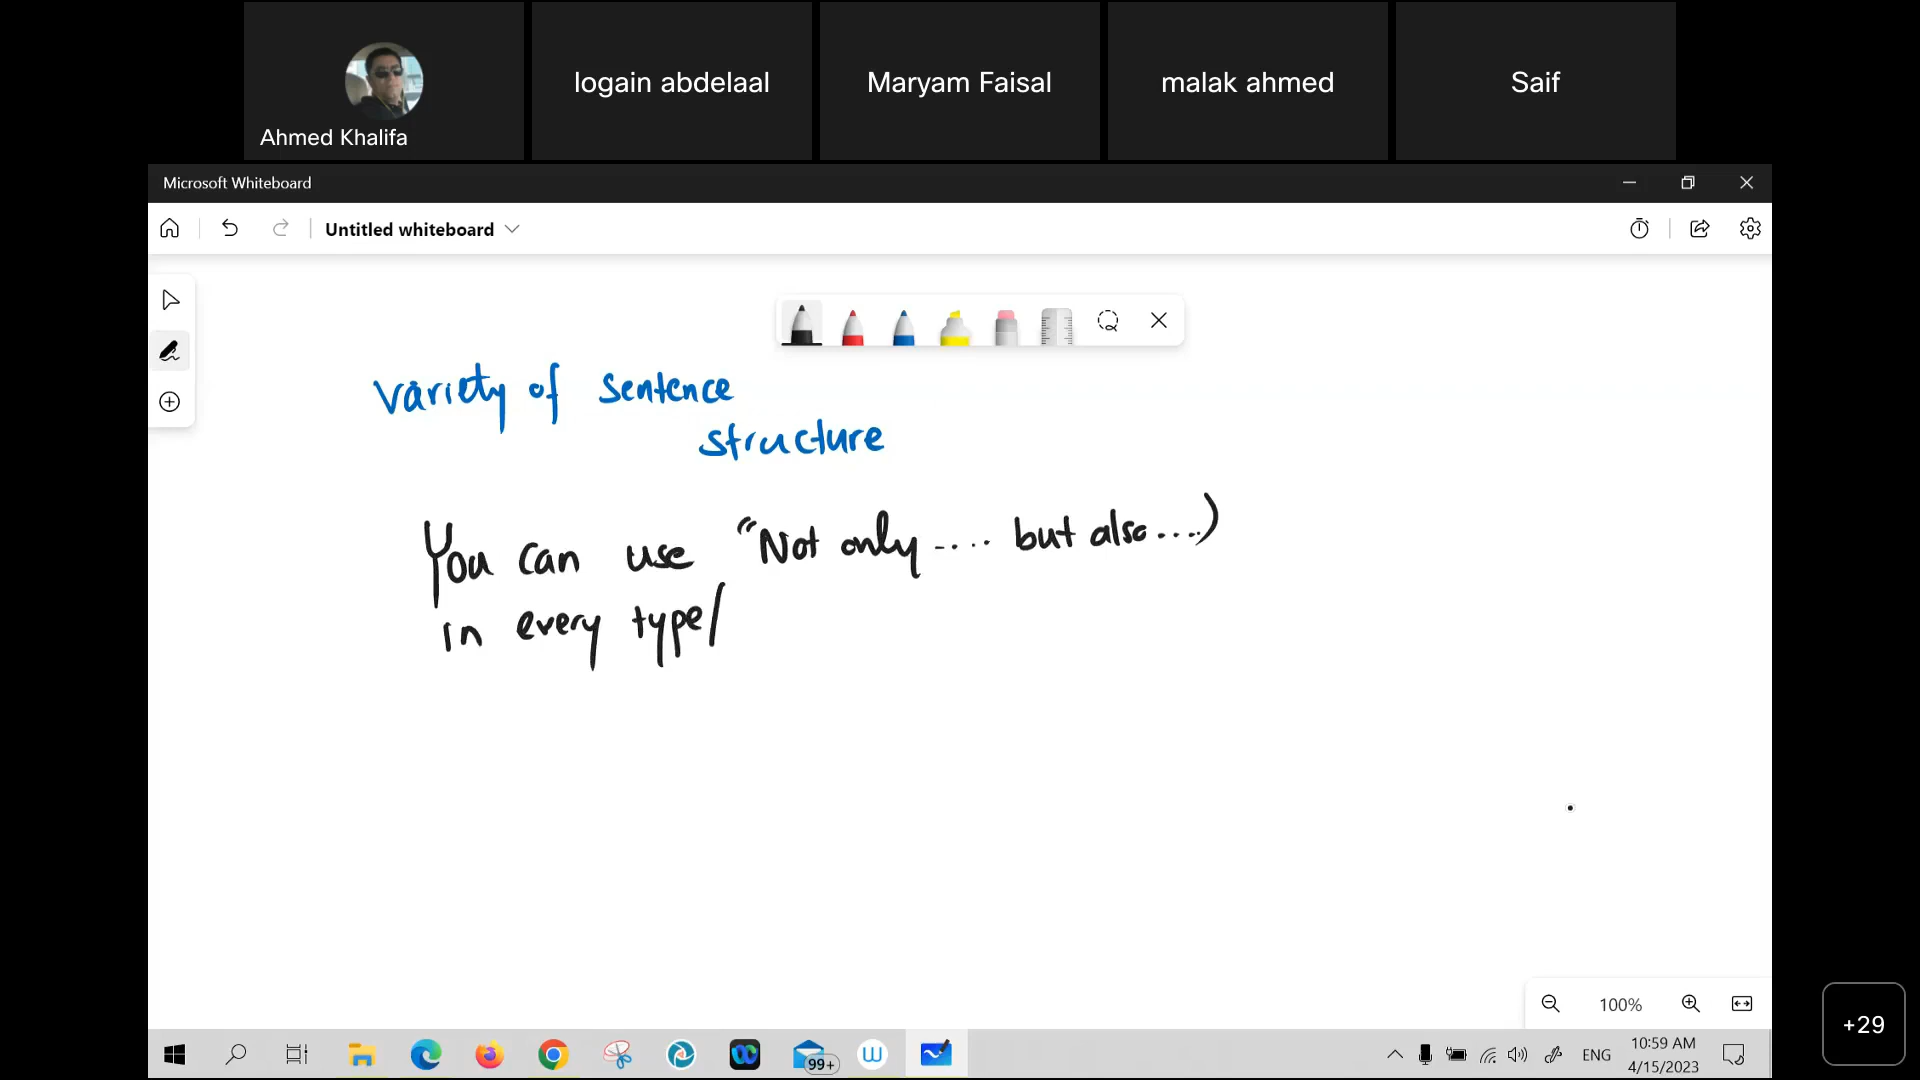 logain abdelaal
Maryam Faisal
malak ahmed
Saif
Ahmed Khalifa
Microsoft Whiteboard
Untitled whiteboard
variety of sentence
structure
You can use "Not only .... but also ....)
in every type/
100%
+29
99+
ENG
10:59 AM
4/15/2023